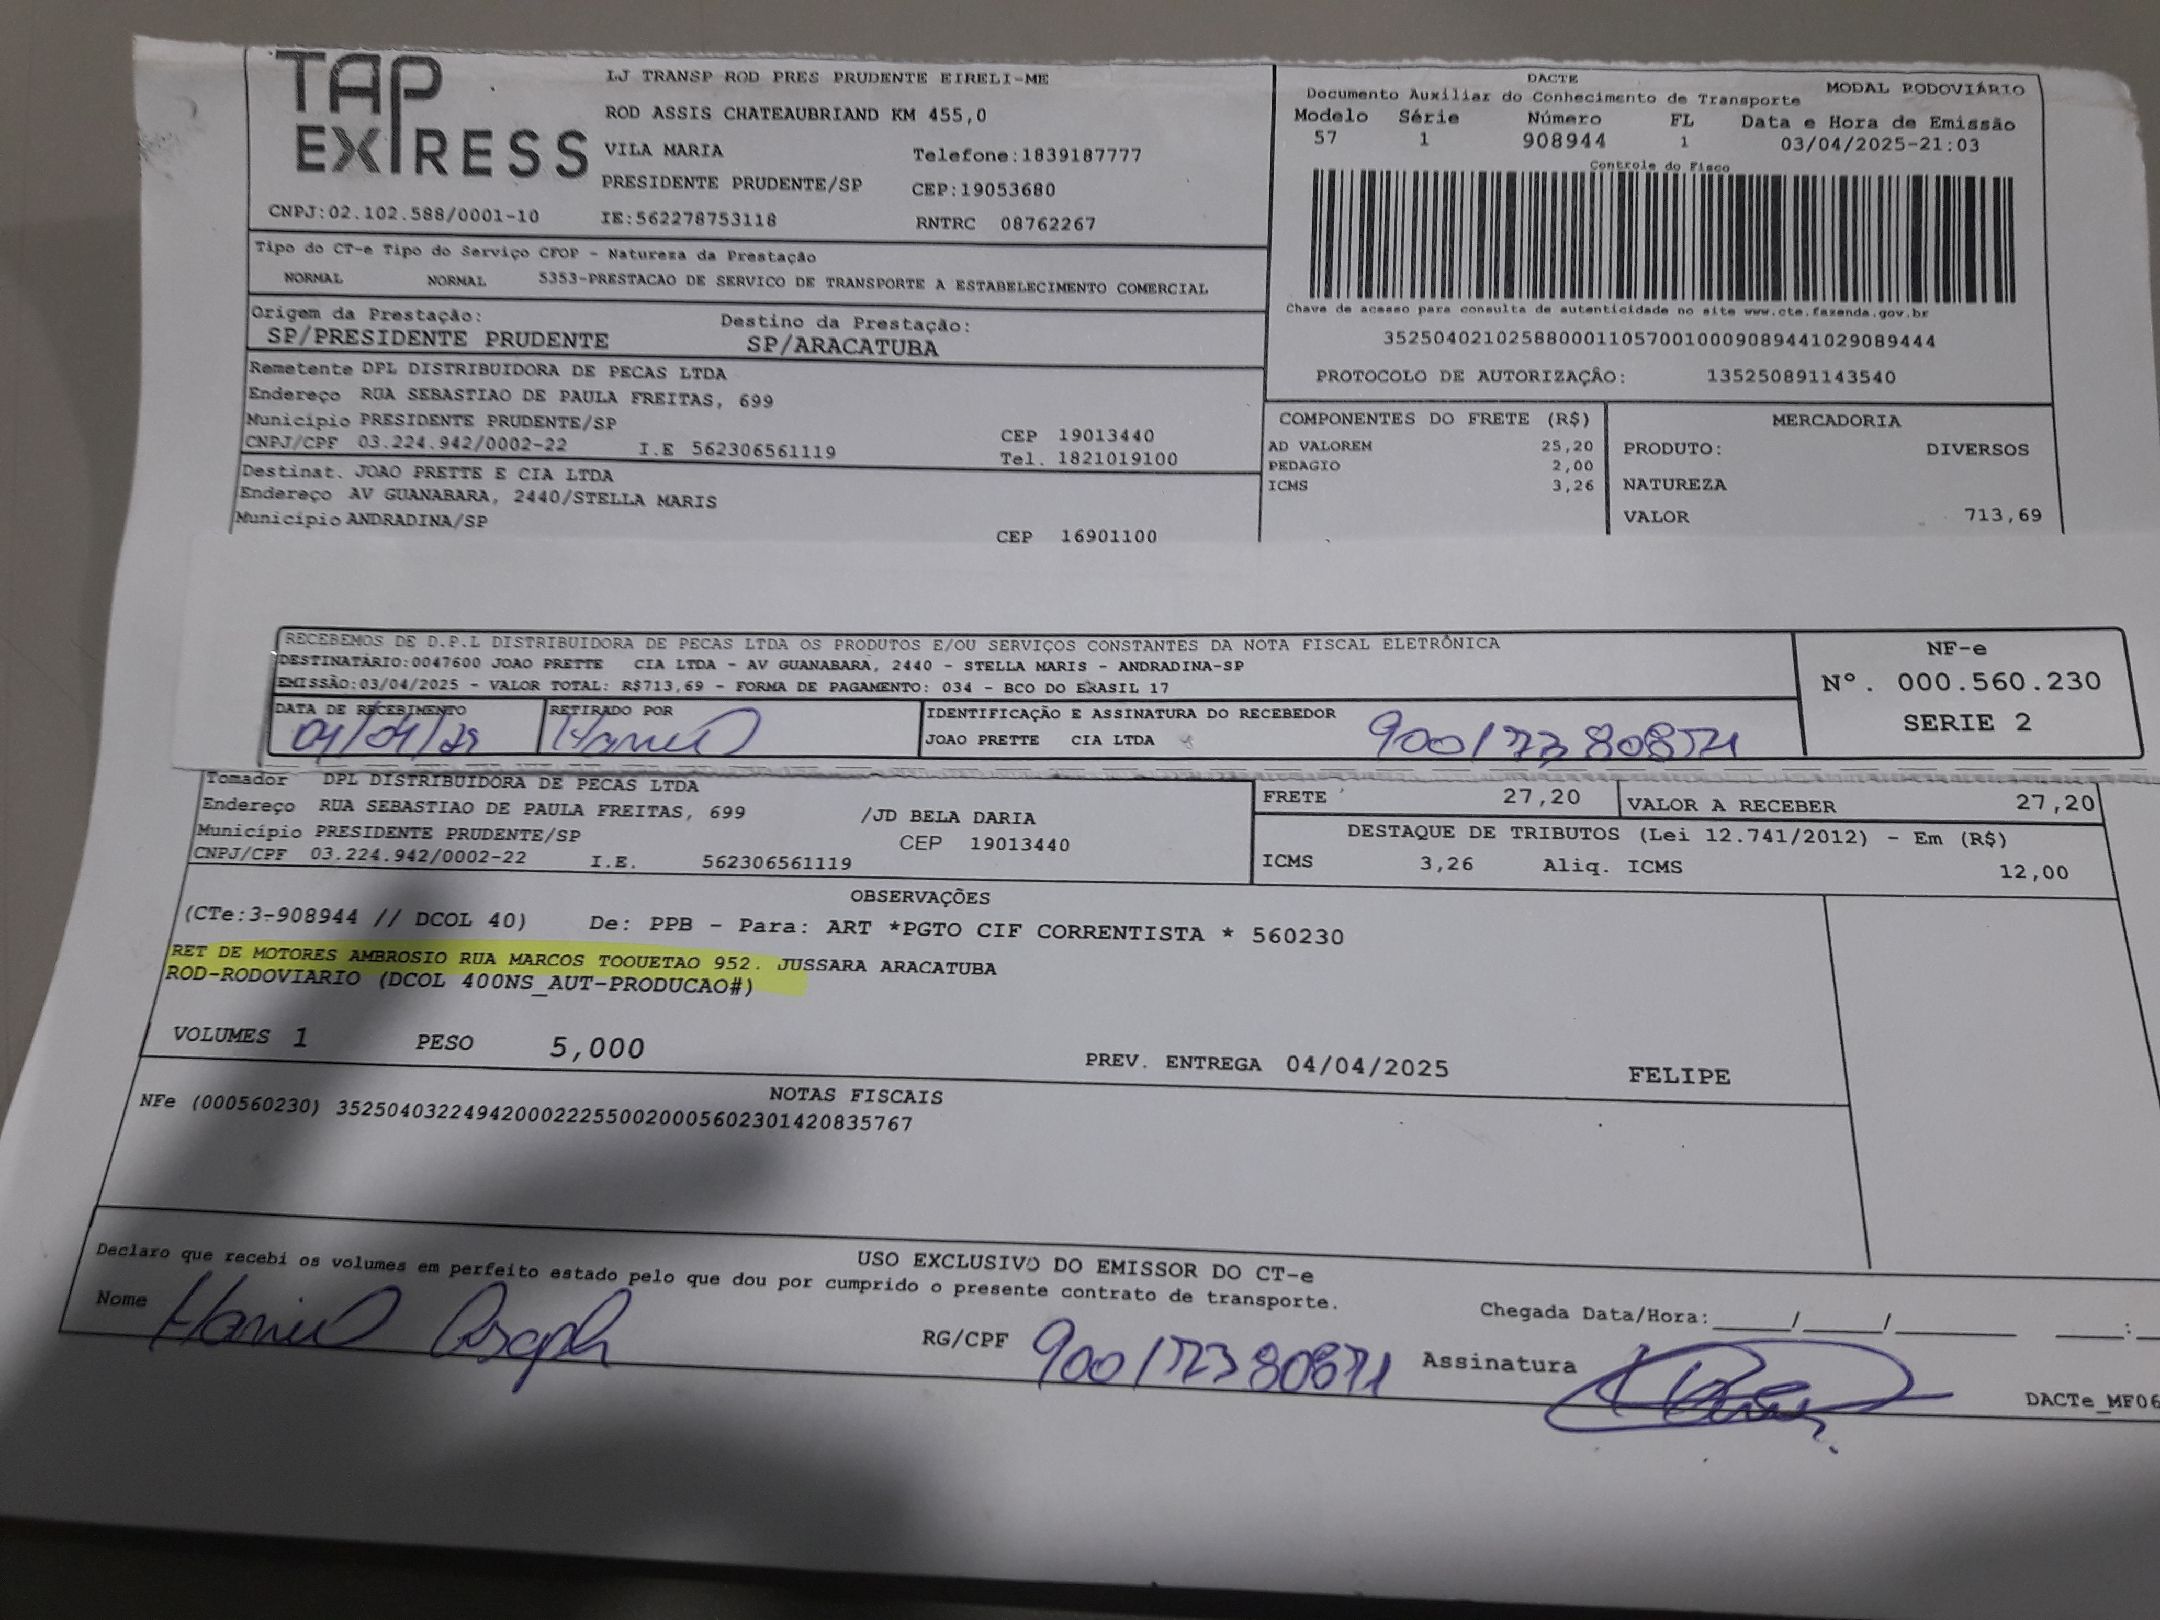 TAP EXPRESS
LJ TRANSP ROD PRES PRUDENTE EIRELI-ME
ROD ASSIS CHATEAUBRIAND KM 455,0
VILA MARIA Telefone:1839187777
PRESIDENTE PRUDENTE/SP CEP:19053680
CNPJ:02.102.588/0001-10 IE:562278753118 RNTRC 08762267
DACTE MODAL RODOVIÁRIO
Documento Auxiliar do Conhecimento de Transporte
Modelo Série Número FL Data e Hora de Emissão
57 1 908944 1 03/04/2025-21:03
Controle do Fisco
Chave de acesso para consulta de autenticidade no site www.cte.fazenda.gov.br
35250402102588000110570010009089441029089444
PROTOCOLO DE AUTORIZAÇÃO: 135250891143540
Tipo do CT-e Tipo do Serviço CFOP - Natureza da Prestação
NORMAL NORMAL 5353-PRESTACAO DE SERVICO DE TRANSPORTE A ESTABELECIMENTO COMERCIAL
Origem da Prestação: Destino da Prestação:
SP/PRESIDENTE PRUDENTE SP/ARACATUBA
Remetente DPL DISTRIBUIDORA DE PECAS LTDA
Endereço RUA SEBASTIAO DE PAULA FREITAS, 699
Município PRESIDENTE PRUDENTE/SP CEP 19013440
CNPJ/CPF 03.224.942/0002-22 I.E 562306561119 Tel. 1821019100
Destinat. JOAO PRETTE E CIA LTDA
Endereço AV GUANABARA, 2440/STELLA MARIS
Município ANDRADINA/SP CEP 16901100
COMPONENTES DO FRETE (R$)
AD VALOREM 25,20
PEDAGIO 2,00
ICMS 3,26
MERCADORIA
PRODUTO: DIVERSOS
NATUREZA
VALOR 713,69
RECEBEMOS DE D.P.L DISTRIBUIDORA DE PECAS LTDA OS PRODUTOS E/OU SERVIÇOS CONSTANTES DA NOTA FISCAL ELETRÔNICA
DESTINATÁRIO:0047600 JOAO PRETTE CIA LTDA - AV GUANABARA, 2440 - STELLA MARIS - ANDRADINA-SP
EMISSÃO:03/04/2025 - VALOR TOTAL: R$713,69 - FORMA DE PAGAMENTO: 034 - BCO DO BRASIL 17
DATA DE RECEBIMENTO RETIRADO POR IDENTIFICAÇÃO E ASSINATURA DO RECEBEDOR
JOAO PRETTE CIA LTDA
NF-e
Nº. 000.560.230
SERIE 2
Tomador DPL DISTRIBUIDORA DE PECAS LTDA
Endereço RUA SEBASTIAO DE PAULA FREITAS, 699 /JD BELA DARIA
Município PRESIDENTE PRUDENTE/SP CEP 19013440
CNPJ/CPF 03.224.942/0002-22 I.E. 562306561119
FRETE 27,20 VALOR A RECEBER 27,20
DESTAQUE DE TRIBUTOS (Lei 12.741/2012) - Em (R$)
ICMS 3,26 Aliq. ICMS 12,00
OBSERVAÇÕES
(CTe:3-908944 // DCOL 40) De: PPB - Para: ART *PGTO CIF CORRENTISTA * 560230
RET DE MOTORES AMBROSIO RUA MARCOS TOQUETAO 952. JUSSARA ARACATUBA
ROD-RODOVIARIO (DCOL 400NS_AUT-PRODUCAO#)
VOLUMES 1 PESO 5,000 PREV. ENTREGA 04/04/2025 FELIPE
NOTAS FISCAIS
NFe (000560230) 35250403224942000222550020005602301420835767
USO EXCLUSIVO DO EMISSOR DO CT-e
Declaro que recebi os volumes em perfeito estado pelo que dou por cumprido o presente contrato de transporte.
Nome RG/CPF Assinatura
Chegada Data/Hora:_____/_____/_______ ____:
DACTe_MF06